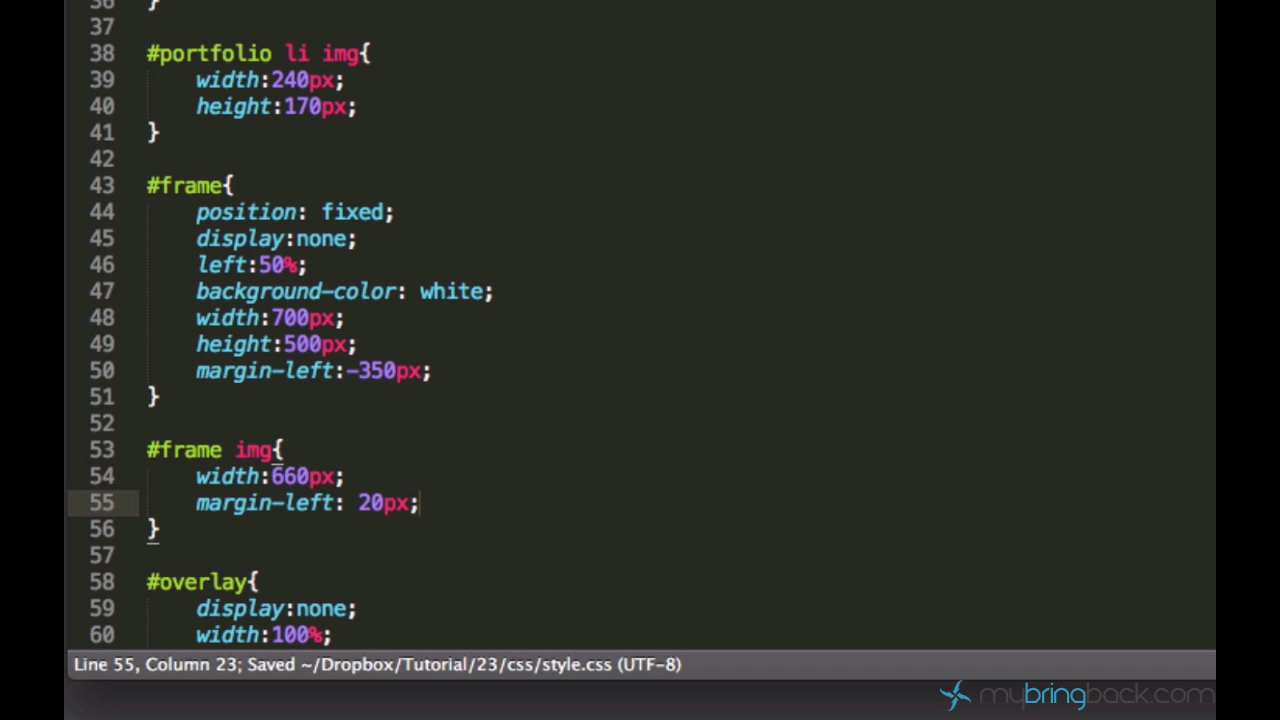 36 }
37
38 #portfolio li img{
39 width:240px;
40 height:170px;
41 }
42
43 #frame{
44 position: fixed;
45 display:none;
46 left:50%;
47 background-color: white;
48 width:700px;
49 height:500px;
50 margin-left:-350px;
51 }
52
53 #frame img{
54 width:660px;
55 margin-left: 20px;
56 }
57
58 #overlay{
59 display:none;
60 width:100%;
Line 55, Column 23; Saved ~/Dropbox/Tutorial/23/css/style.css (UTF-8)
mybringback.com